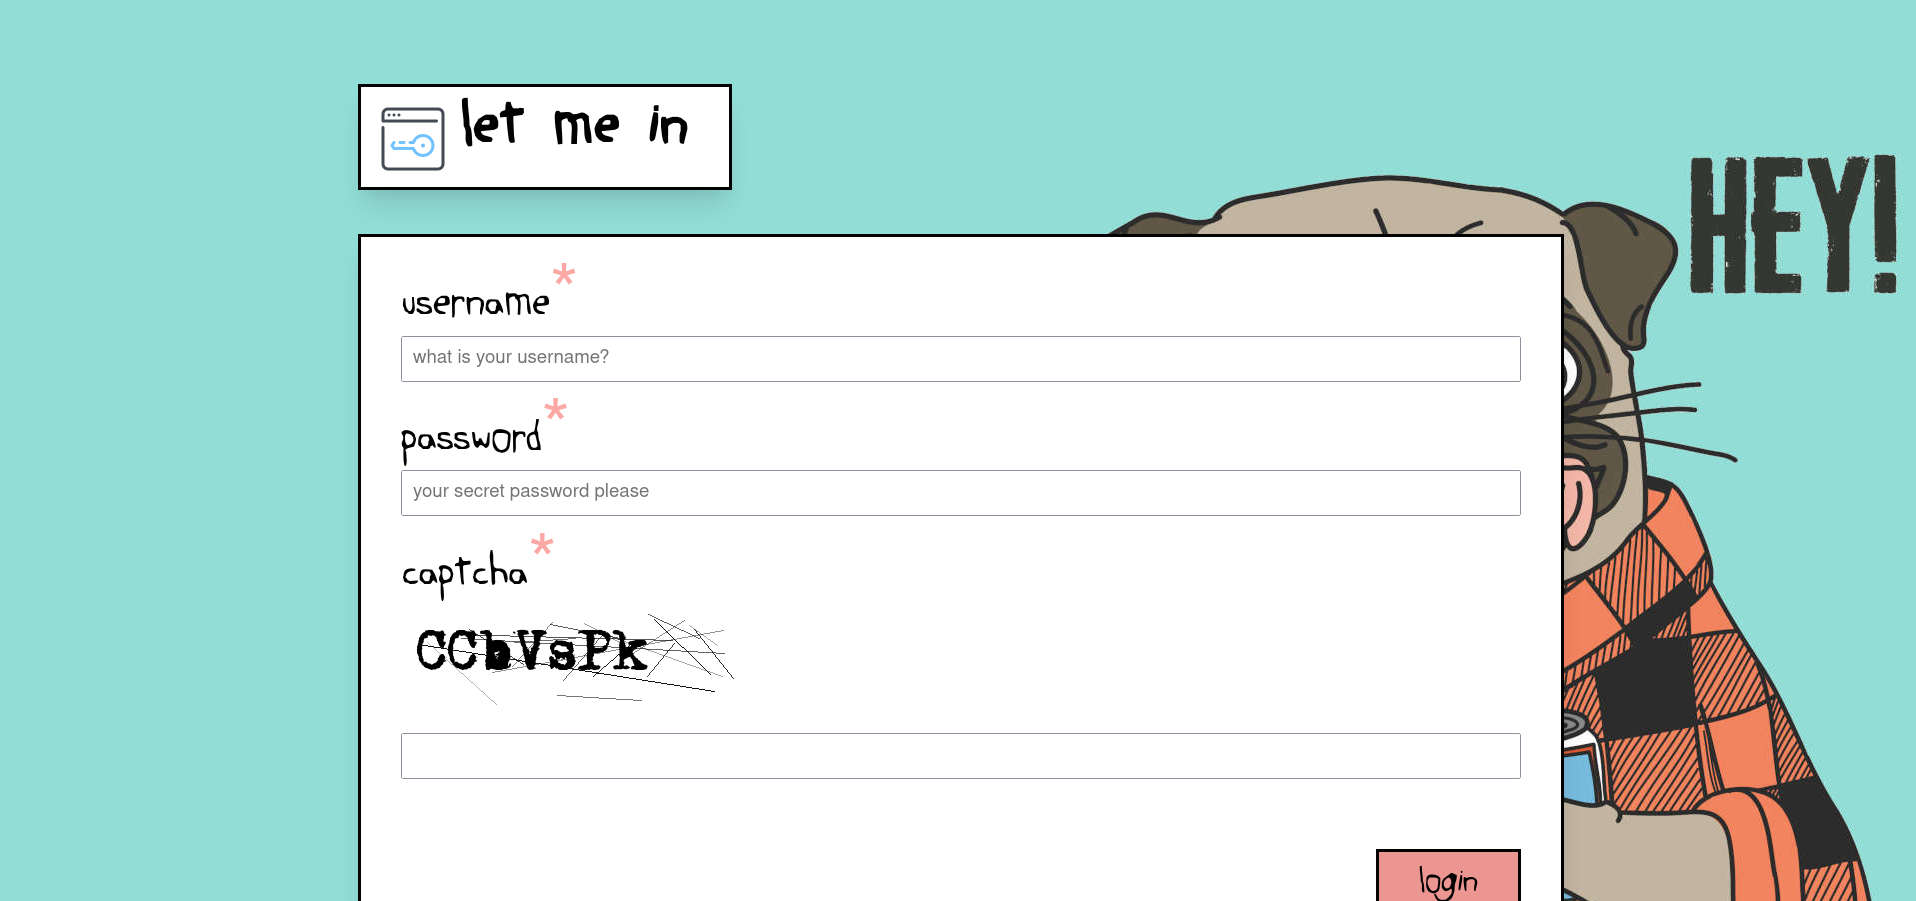 let me in
HEY!
username*
what is your username?
password*
your secret password please
captcha*
CCbVsPk
login